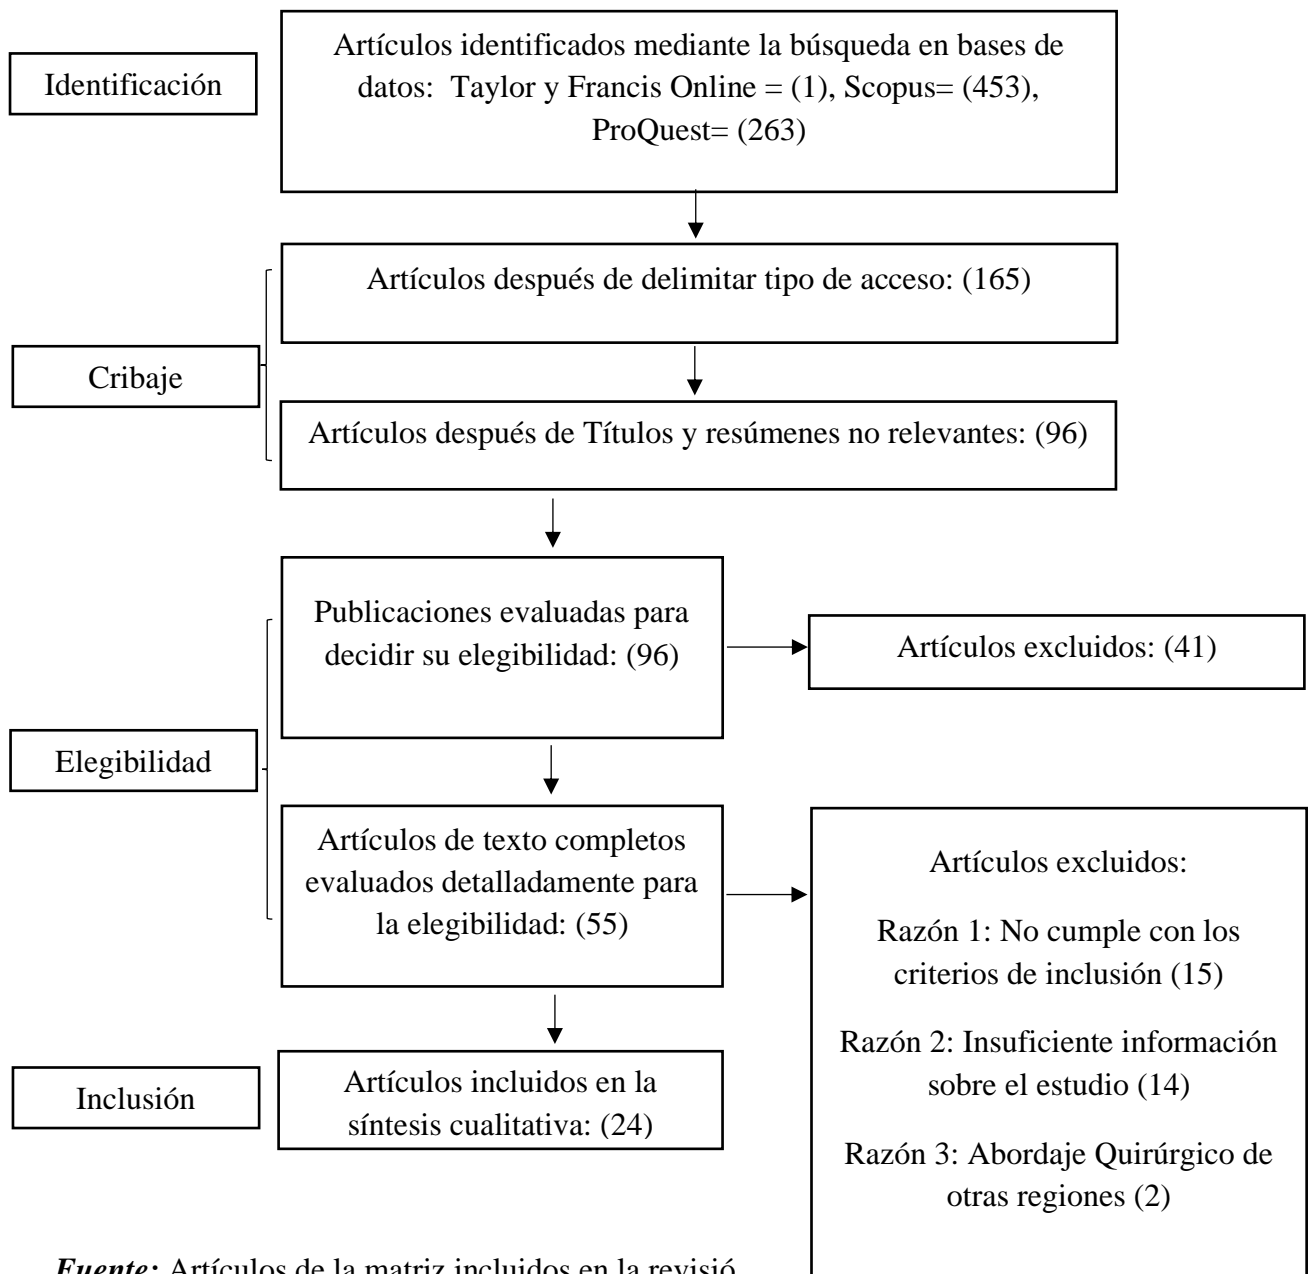 Identificación
Artículos identificados mediante la búsqueda en bases de
datos:  Taylor y Francis Online = (1), Scopus= (453),
ProQuest= (263)
Cribaje
Artículos después de delimitar tipo de acceso: (165)
Artículos después de Títulos y resúmenes no relevantes: (96)
Elegibilidad
Publicaciones evaluadas para
decidir su elegibilidad: (96)
Artículos excluidos: (41)
Artículos de texto completos
evaluados detalladamente para
la elegibilidad: (55)
Artículos excluidos:
Razón 1: No cumple con los
criterios de inclusión (15)
Razón 2: Insuficiente información
sobre el estudio (14)
Razón 3: Abordaje Quirúrgico de
otras regiones (2)
Inclusión
Artículos incluidos en la
síntesis cualitativa: (24)
Fuente: Artículos de la matriz incluidos en la revisió